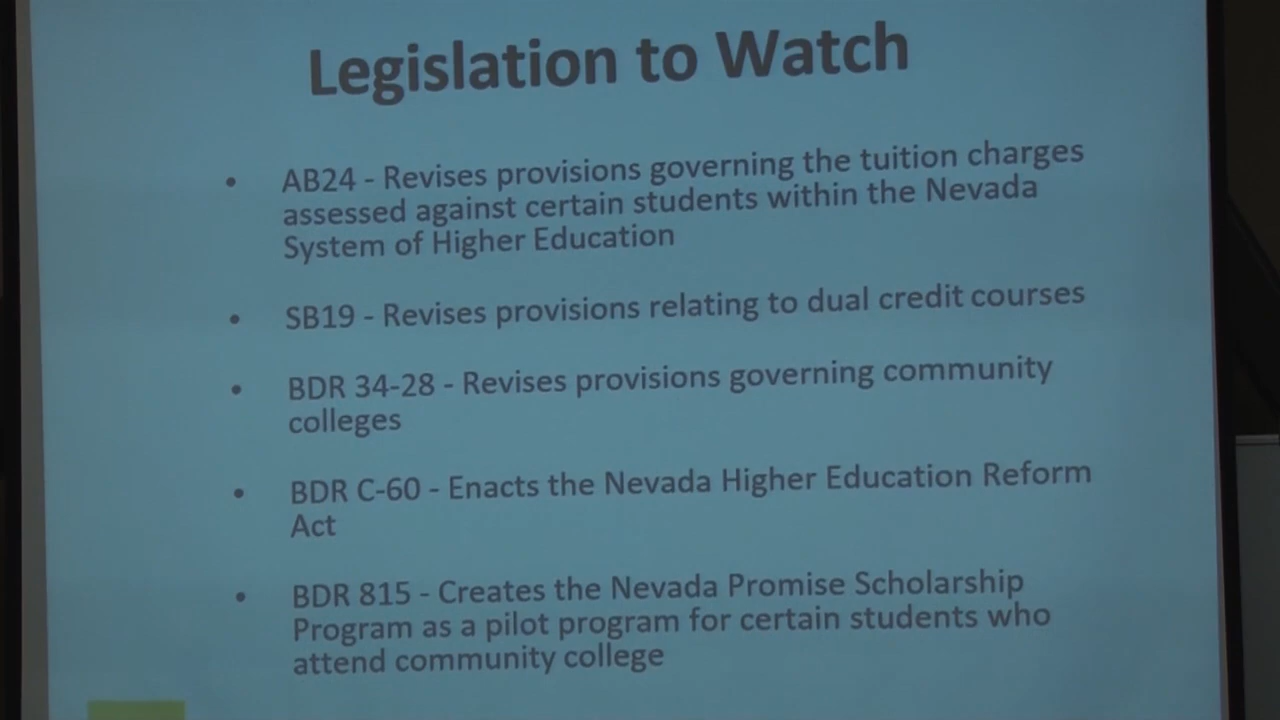 Legislation to Watch
• AB24 - Revises provisions governing the tuition charges
assessed against certain students within the Nevada
System of Higher Education
• SB19 - Revises provisions relating to dual credit courses
• BDR 34-28 - Revises provisions governing community
colleges
• BDR C-60 - Enacts the Nevada Higher Education Reform
Act
• BDR 815 - Creates the Nevada Promise Scholarship
Program as a pilot program for certain students who
attend community college